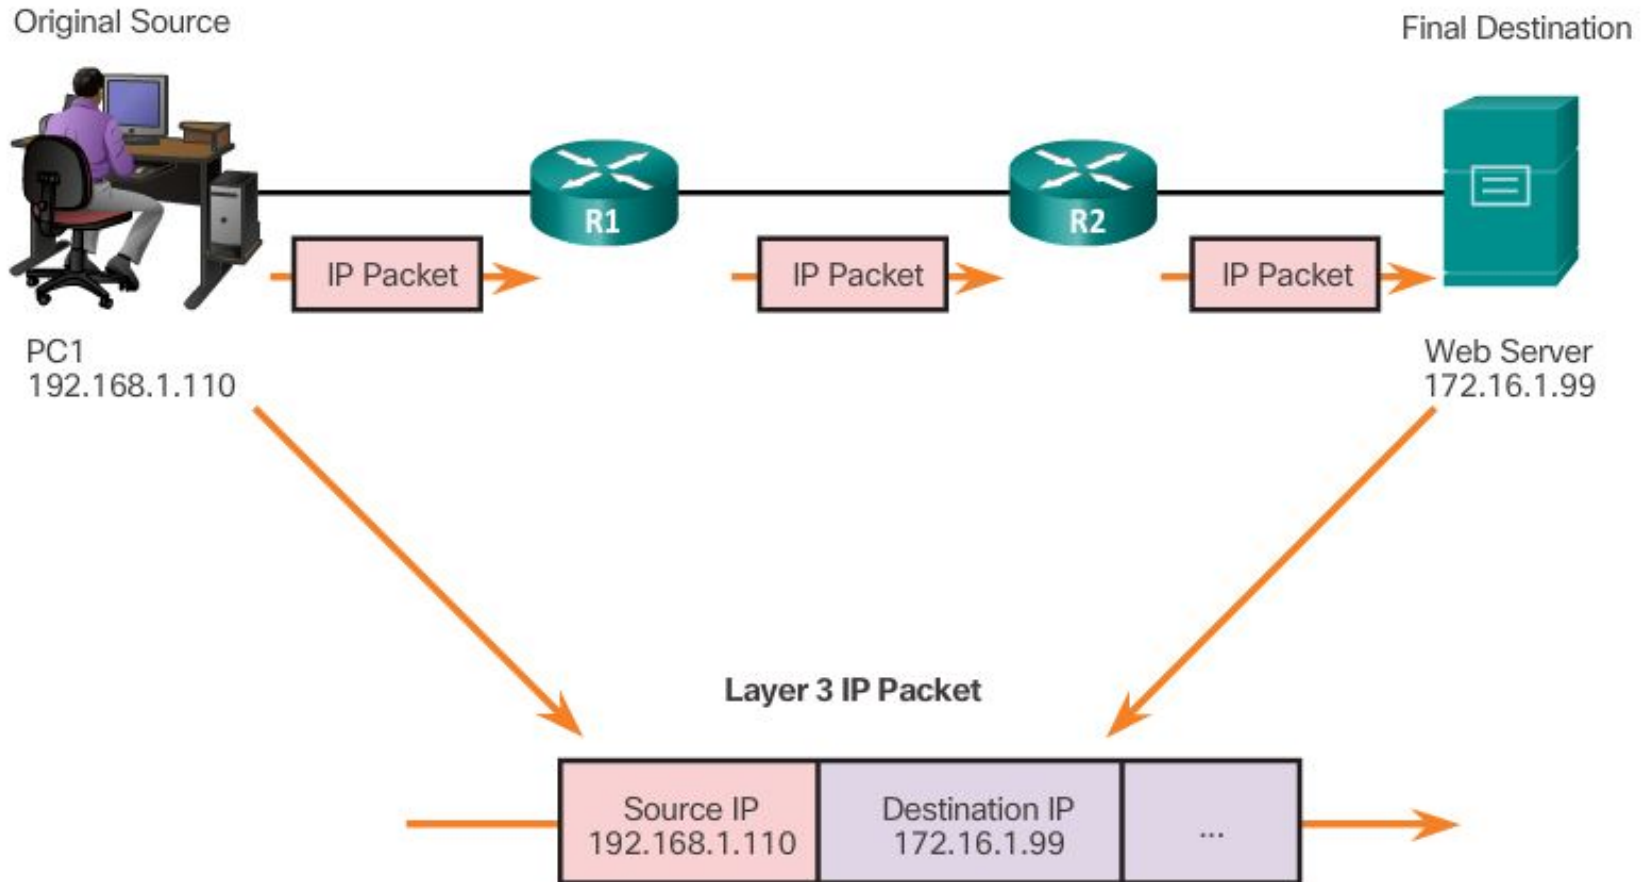 Original Source
Final Destination
R1
R2
IP Packet
IP Packet
IP Packet
PC1
192.168.1.110
Web Server
172.16.1.99
Layer 3 IP Packet
Source IP
192.168.1.110
Destination IP
172.16.1.99
...